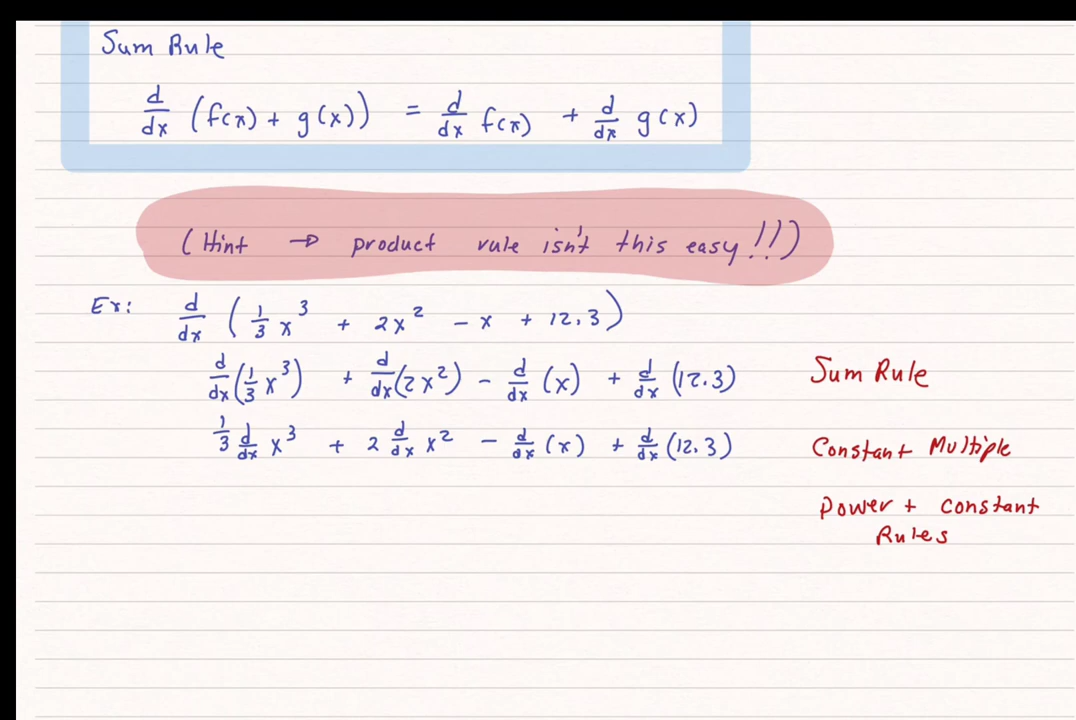 Sum Rule
d/dx (f(x) + g(x)) = d/dx f(x) + d/dx g(x)
(Hint → product rule isn't this easy!!!)
Ex: d/dx (1/3 x³ + 2x² - x + 12.3)
d/dx(1/3 x³) + d/dx(2x²) - d/dx (x) + d/dx (12.3) Sum Rule
1/3 d/dx x³ + 2 d/dx x² - d/dx (x) + d/dx (12.3) Constant Multiple
Power + Constant
Rules